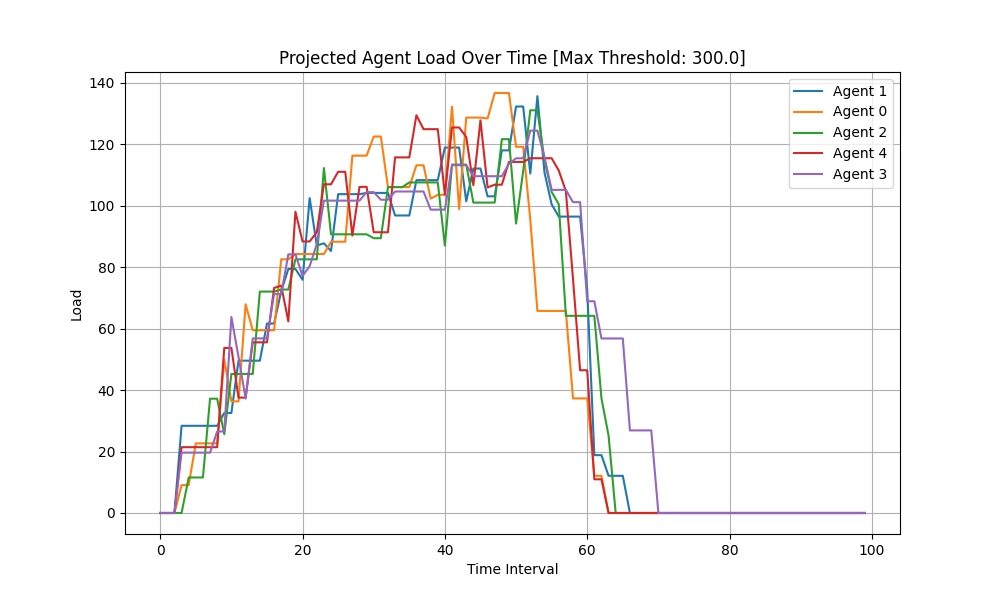 Projected Agent Load Over Time [Max Threshold: 300.0]
Agent 1
Agent 0
Agent 2
Agent 4
Agent 3
140
120
100
80
60
40
20
0
Load
0 20 40 60 80 100
Time Interval